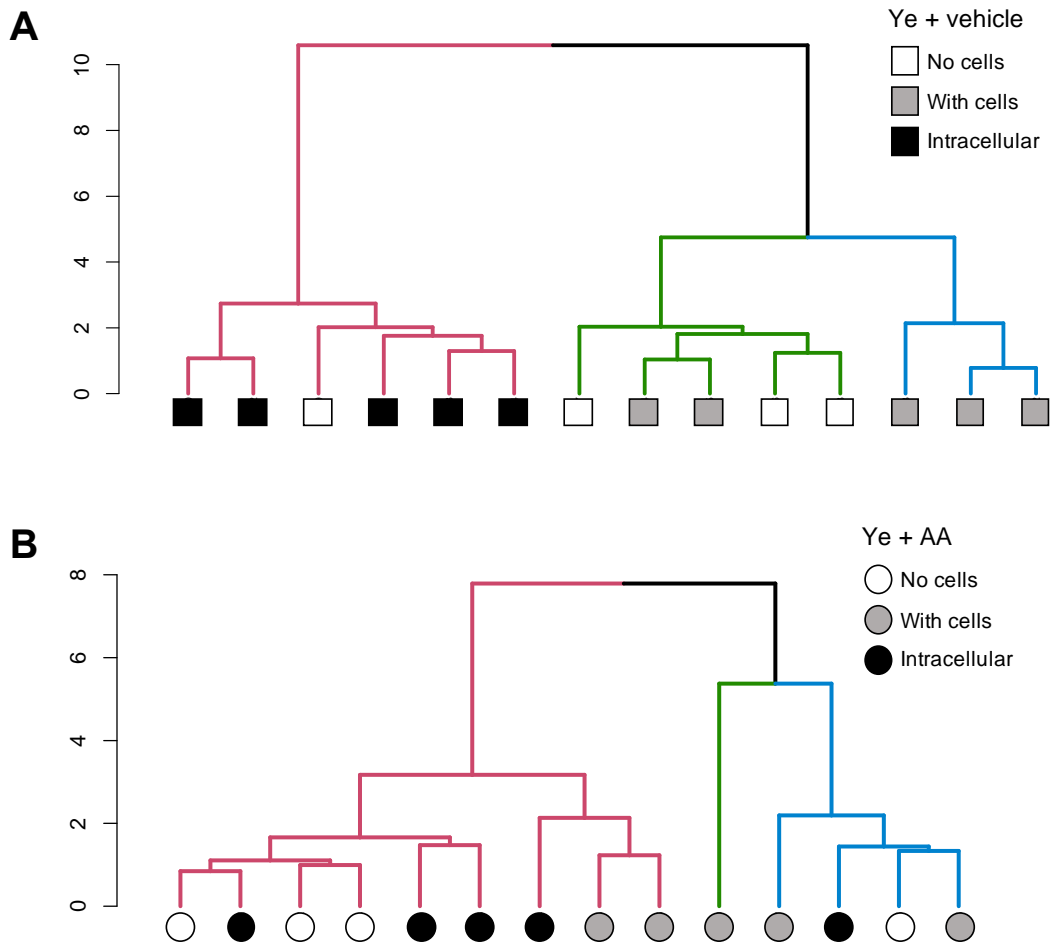 A
Ye + vehicle
No cells
With cells
Intracellular
10
8
6
4
2
0
B
Ye + AA
No cells
With cells
Intracellular
8
6
4
2
0